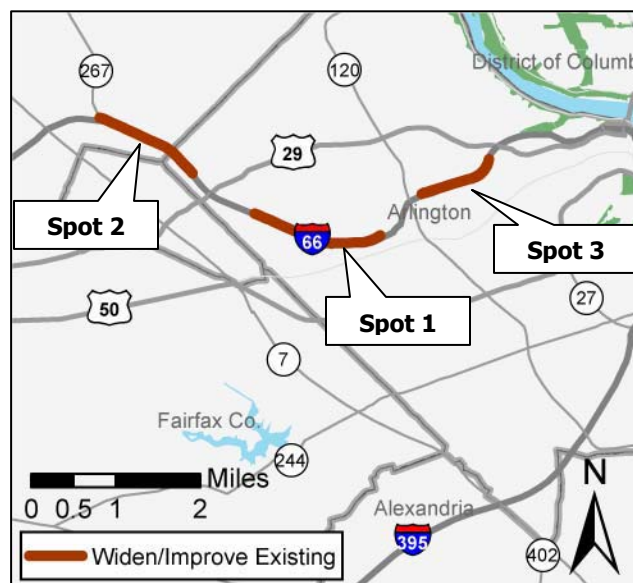 267
120
District of Columb
29
Spot 2
Arlington
66
Spot 3
50
Spot 1
27
7
Fairfax Co.
244
Miles
0 0.5 1 2
N
Alexandria
395
Widen/Improve Existing
402